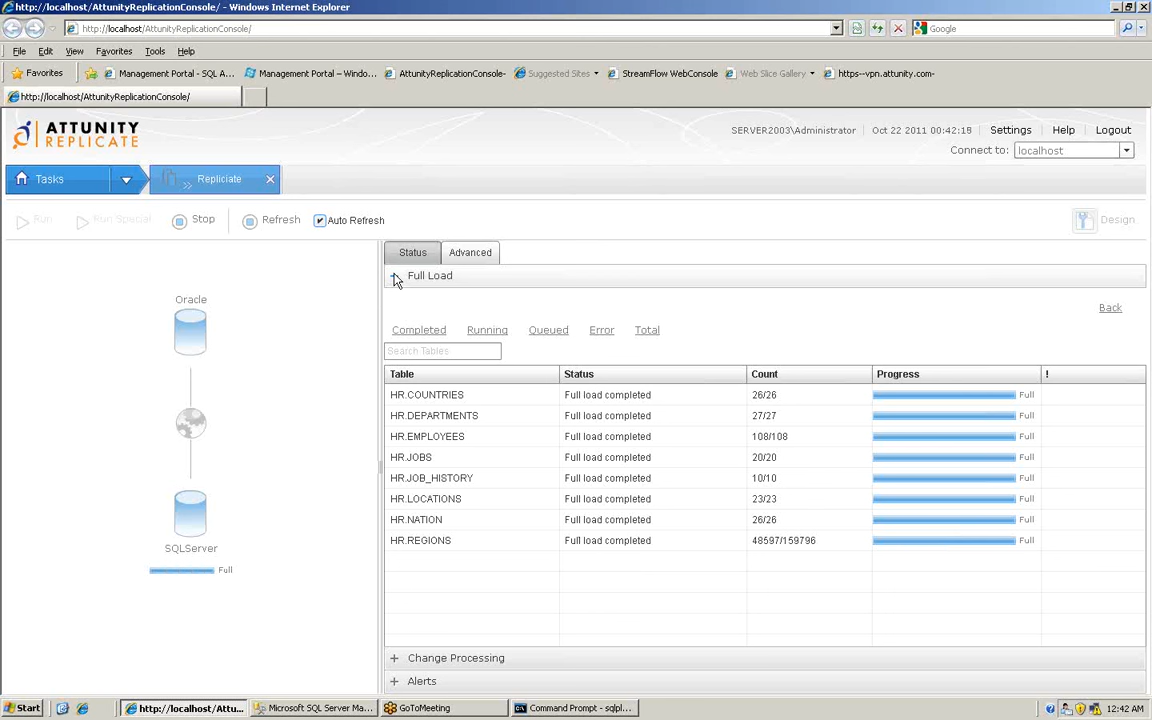 http://localhost/AttunityReplicationConsole/ - Windows Internet Explorer
http://localhost/AttunityReplicationConsole/
Google
File Edit View Favorites Tools Help
Favorites Management Portal - SQL A... Management Portal – Windo... AttunityReplicationConsole- Suggested Sites StreamFlow WebConsole Web Slice Gallery https--vpn.attunity.com-
http://localhost/AttunityReplicationConsole/
ATTUNITY
REPLICATE
SERVER2003\Administrator Oct 22 2011 00:42:15 Settings Help Logout
Connect to: localhost
Tasks Repliciate
Run Run Special Stop Refresh Auto Refresh Design
Status Advanced
Full Load
Oracle
SQLServer
Full
Back
Completed Running Queued Error Total
Search Tables
Table Status Count Progress !
HR.COUNTRIES Full load completed 26/26 Full
HR.DEPARTMENTS Full load completed 27/27 Full
HR.EMPLOYEES Full load completed 108/108 Full
HR.JOBS Full load completed 20/20 Full
HR.JOB_HISTORY Full load completed 10/10 Full
HR.LOCATIONS Full load completed 23/23 Full
HR.NATION Full load completed 26/26 Full
HR.REGIONS Full load completed 48597/159796 Full
Change Processing
Alerts
Start http://localhost/Attu... Microsoft SQL Server Ma... GoToMeeting Command Prompt - sqlpl... 12:42 AM